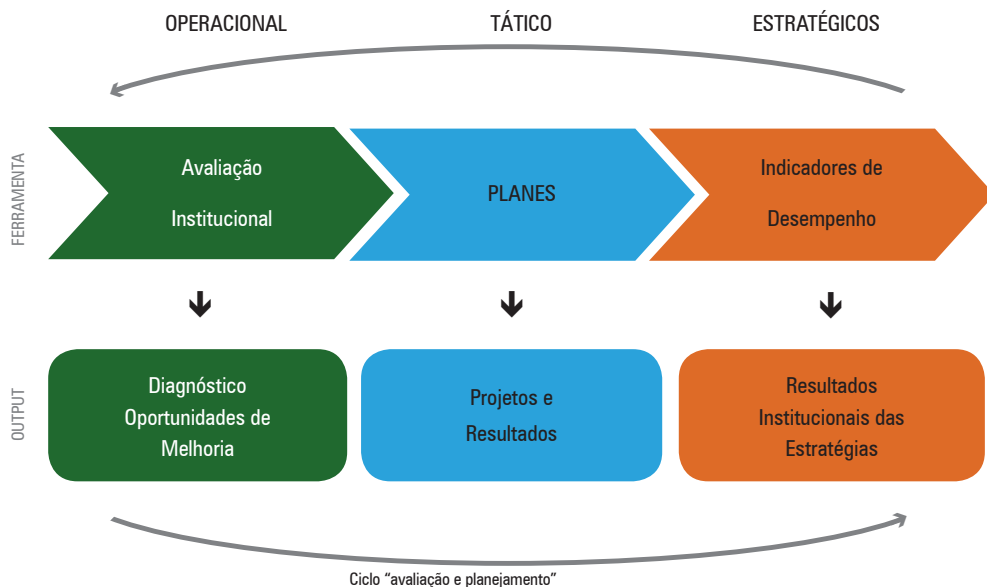 OPERACIONAL
TÁTICO
ESTRATÉGICOS
FERRAMENTA
Avaliação
Institucional
PLANES
Indicadores de
Desempenho
OUTPUT
Diagnóstico
Oportunidades de
Melhoria
Projetos e
Resultados
Resultados
Institucionais das
Estratégias
Ciclo “avaliação e planejamento”